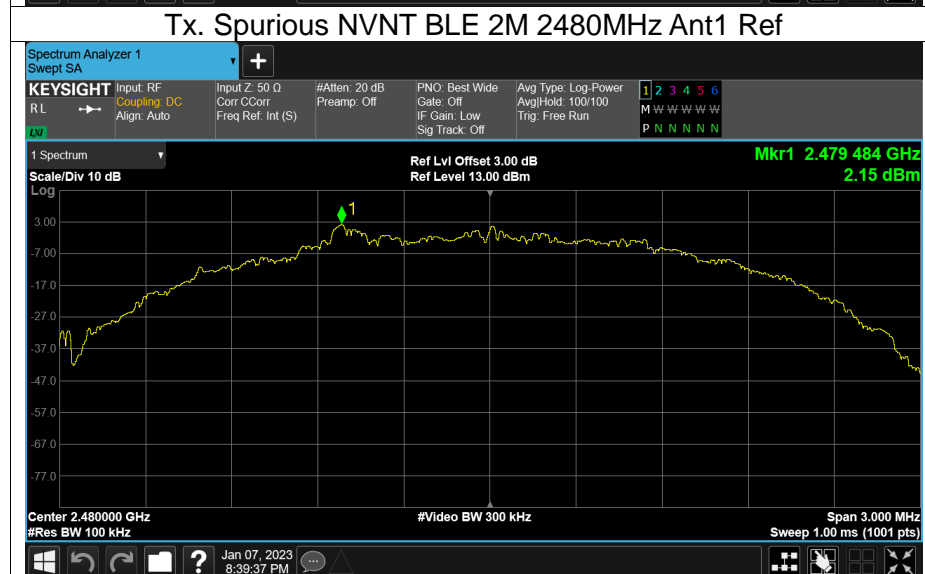 Tx. Spurious NVNT BLE 2M 2480MHz Ant1 Ref
Spectrum Analyzer 1
Swept SA
+
KEYSIGHT
R L
LXI
Input: RF
Coupling: DC
Align: Auto
Input Z: 50 Ω
Corr CCorr
Freq Ref: Int (S)
#Atten: 20 dB
Preamp: Off
PNO: Best Wide
Gate: Off
IF Gain: Low
Sig Track: Off
Avg Type: Log-Power
Avg|Hold: 100/100
Trig: Free Run
1 2 3 4 5 6
M W W W W W
P N N N N N
1 Spectrum
Scale/Div 10 dB
Ref Lvl Offset 3.00 dB
Ref Level 13.00 dBm
Mkr1 2.479 484 GHz
2.15 dBm
Log
1
3.00
-7.00
-17.0
-27.0
-37.0
-47.0
-57.0
-67.0
-77.0
Center 2.480000 GHz
#Video BW 300 kHz
Span 3.000 MHz
#Res BW 100 kHz
Sweep 1.00 ms (1001 pts)
?
Jan 07, 2023
8:39:37 PM